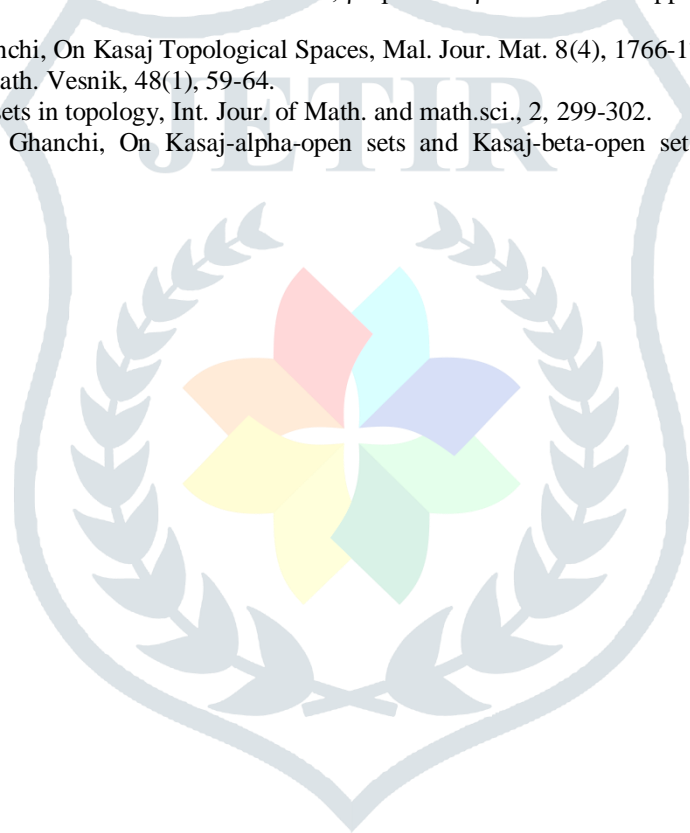 nchi, On Kasaj Topological Spaces, Mal. Jour. Mat. 8(4), 1766-1
ath. Vesnik, 48(1), 59-64.
sets in topology, Int. Jour. of Math. and math.sci., 2, 299-302.
Ghanchi, On Kasaj-alpha-open sets and Kasaj-beta-open set
JETIR